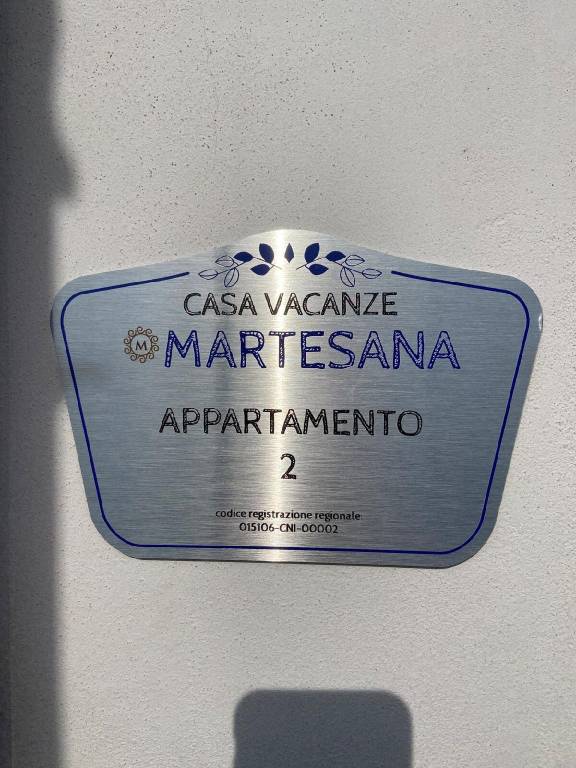 CASA VACANZE
M MARTESANA
APPARTAMENTO
2
codice registrazione regionale:
015106-CNI-00002